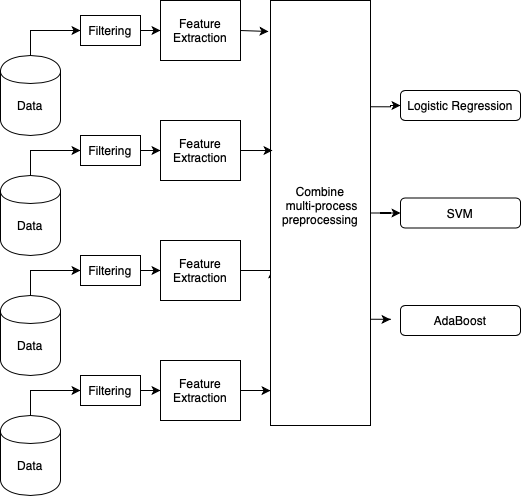 Filtering
Feature
Extraction
Data
Logistic Regression
Filtering
Feature
Extraction
Data
Combine
multi-process
preprocessing
SVM
Filtering
Feature
Extraction
Data
AdaBoost
Filtering
Feature
Extraction
Data